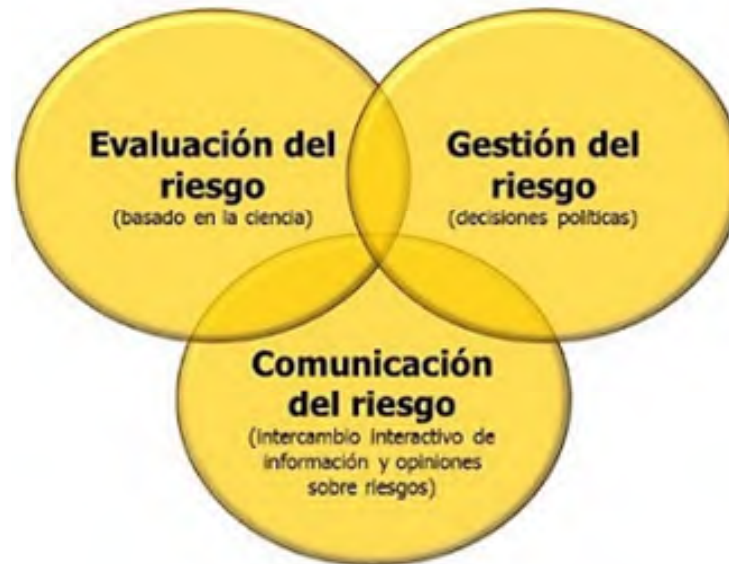 Evaluación del
riesgo
(basado en la ciencia)
Gestión del
riesgo
(decisiones políticas)
Comunicación
del riesgo
(intercambio interactivo de
información y opiniones
sobre riesgos)